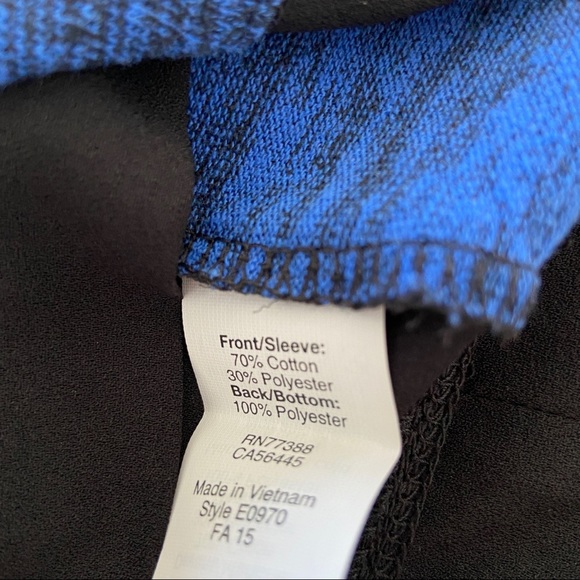 Front/Sleeve:
70% Cotton
30% Polyester
Back/Bottom:
100% Polyester
RN77388
CA56445
Made in Vietnam
Style E0970
FA 15